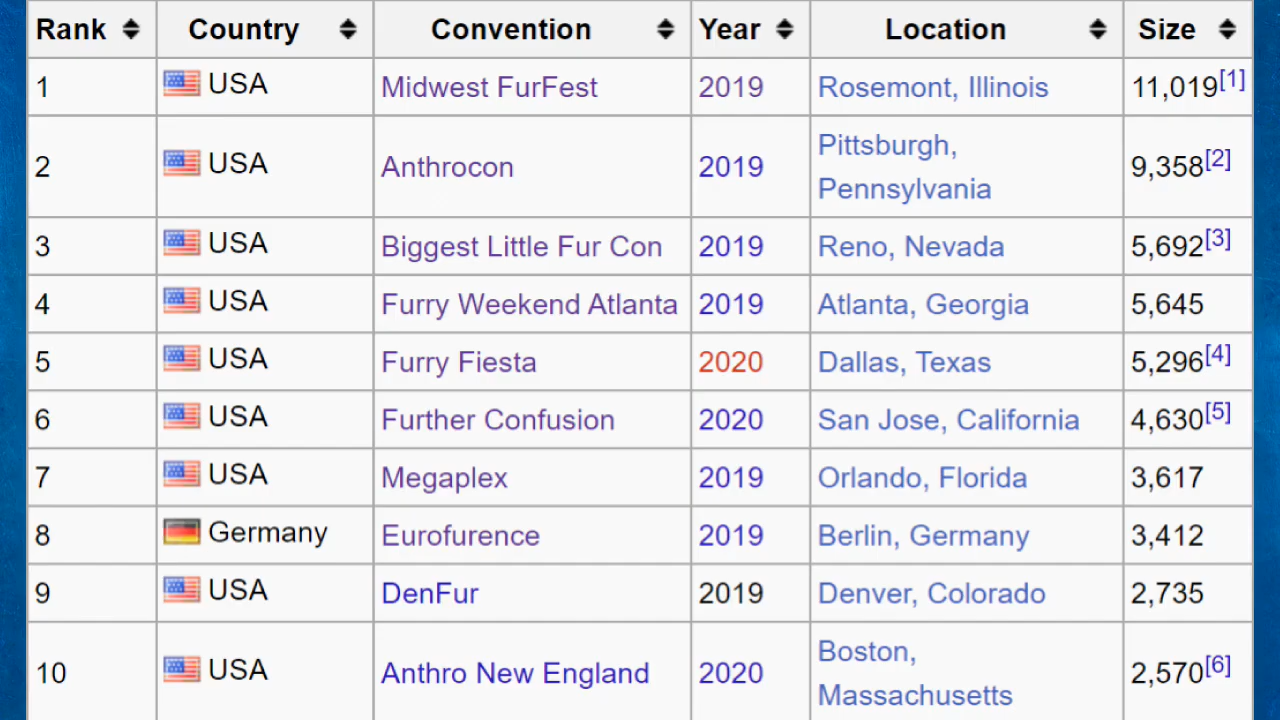 Rank Country Convention Year Location Size
1 USA Midwest FurFest 2019 Rosemont, Illinois 11,019[1]
2 USA Anthrocon 2019 Pittsburgh, 9,358[2]
Pennsylvania
3 USA Biggest Little Fur Con 2019 Reno, Nevada 5,692[3]
4 USA Furry Weekend Atlanta 2019 Atlanta, Georgia 5,645
5 USA Furry Fiesta 2020 Dallas, Texas 5,296[4]
6 USA Further Confusion 2020 San Jose, California 4,630[5]
7 USA Megaplex 2019 Orlando, Florida 3,617
8 Germany Eurofurence 2019 Berlin, Germany 3,412
9 USA DenFur 2019 Denver, Colorado 2,735
10 USA Anthro New England 2020 Boston, 2,570[6]
Massachusetts